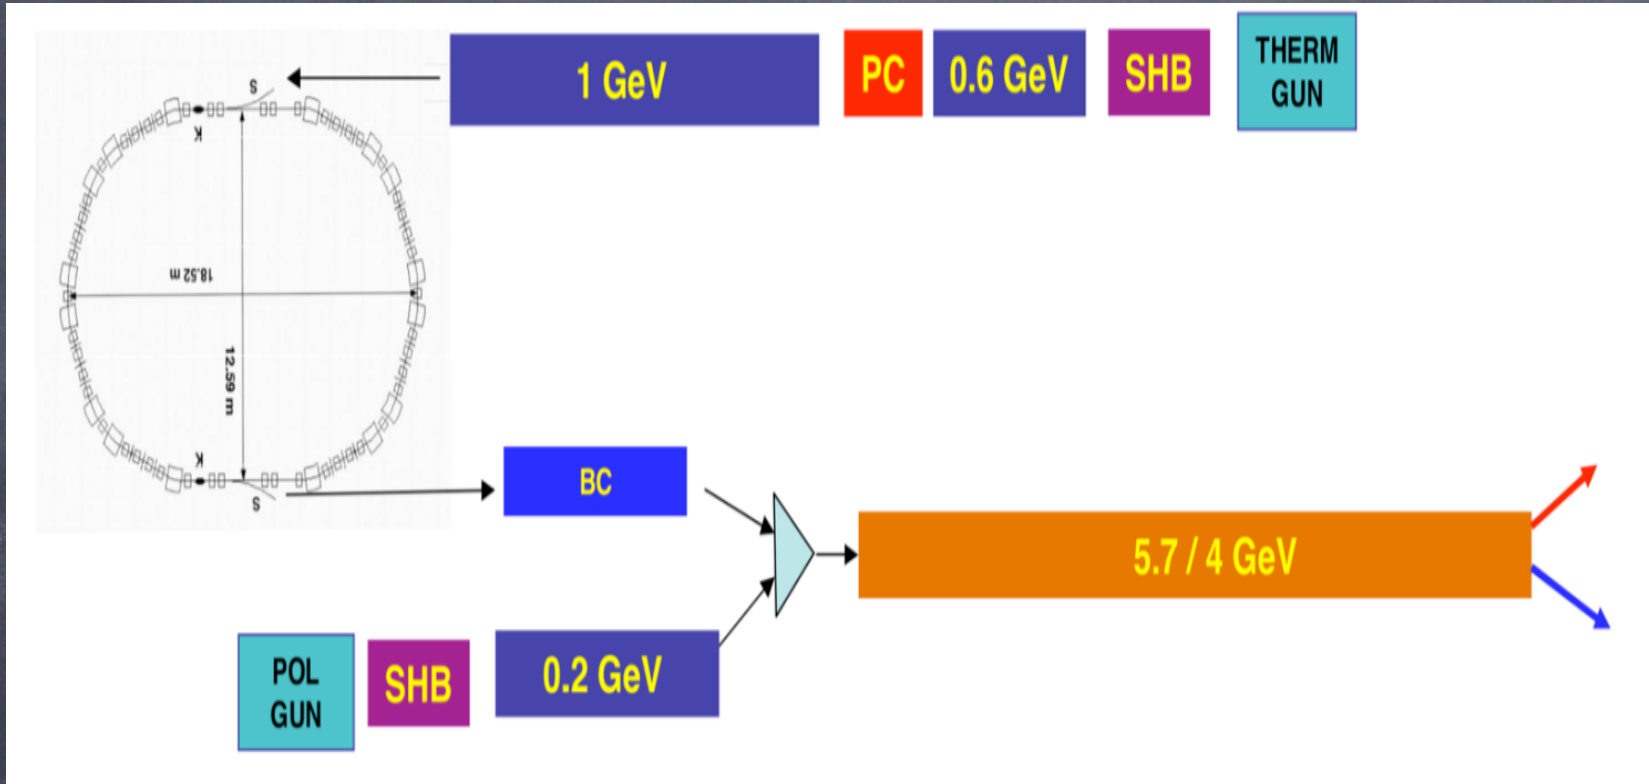 1 GeV
PC
0.6 GeV
SHB
THERM
GUN
S
K
18.52 m
12.59 m
K
S
BC
5.7 / 4 GeV
POL
GUN
SHB
0.2 GeV